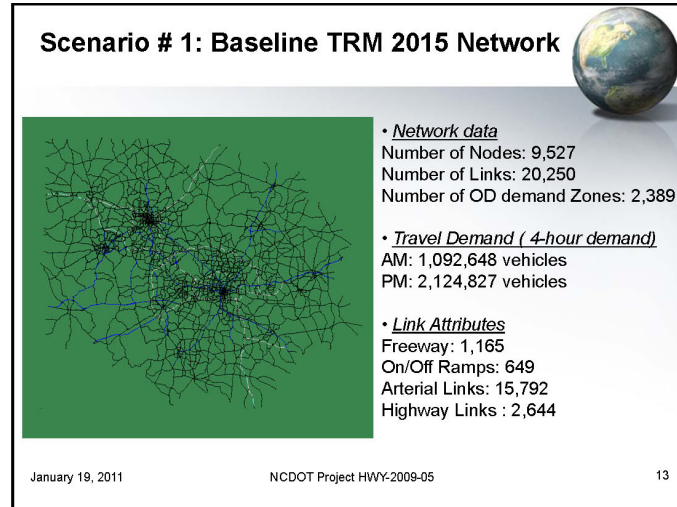 Scenario # 1: Baseline TRM 2015 Network
• Network data
Number of Nodes: 9,527
Number of Links: 20,250
Number of OD demand Zones: 2,389
• Travel Demand ( 4-hour demand)
AM: 1,092,648 vehicles
PM: 2,124,827 vehicles
• Link Attributes
Freeway: 1,165
On/Off Ramps: 649
Arterial Links: 15,792
Highway Links : 2,644
January 19, 2011
NCDOT Project HWY-2009-05
13